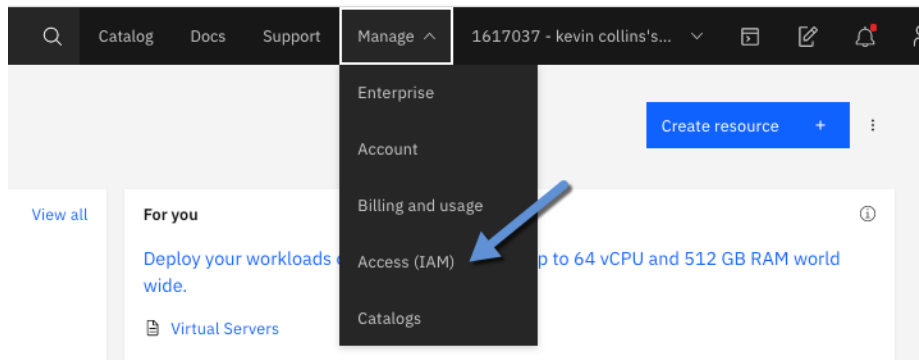 Catalog Docs Support Manage 1617037 - kevin collins's...
Enterprise
Create resource +
Account
Billing and usage
View all
For you
Access (IAM)
Deploy your workloads p to 64 vCPU and 512 GB RAM world
wide.
Catalogs
Virtual Servers